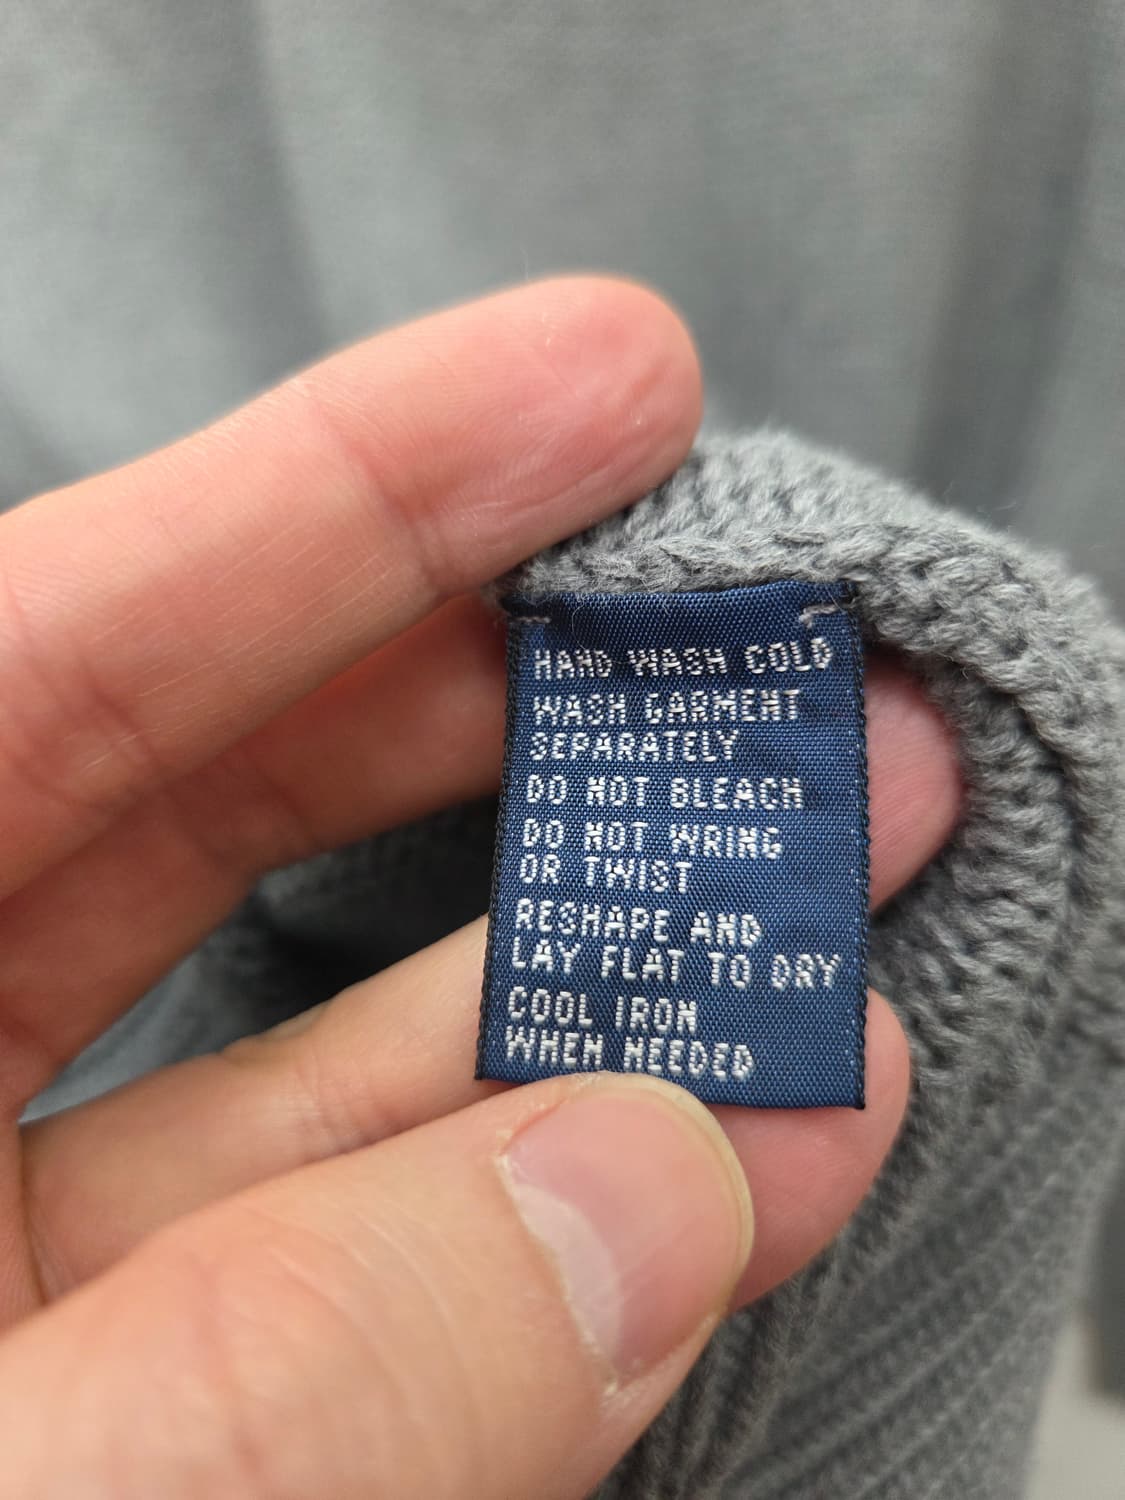 HAND WASH COLD
WASH GARMENT
SEPARATELY
DO NOT BLEACH
DO NOT WRING
OR TWIST
RESHAPE AND
LAY FLAT TO DRY
COOL IRON
WHEN NEEDED